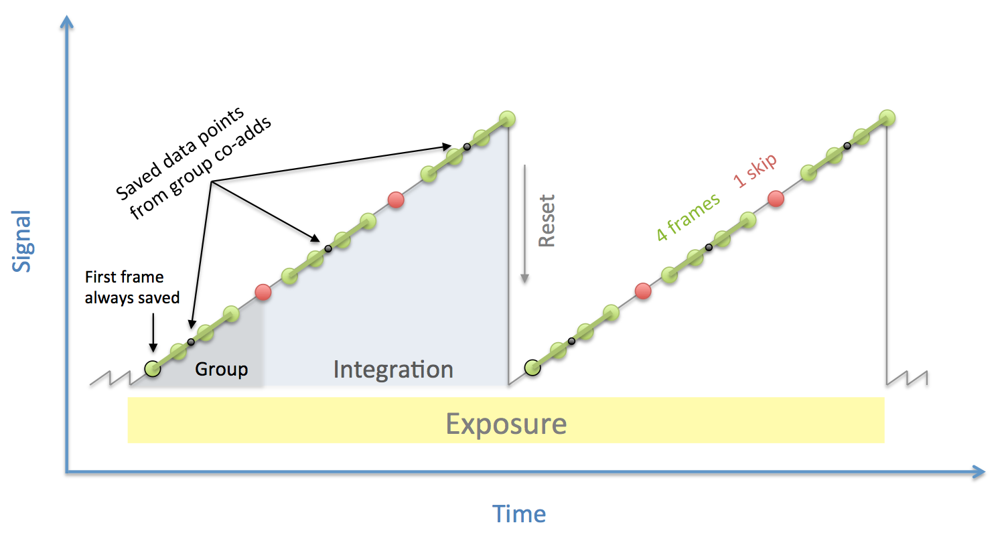 Saved data points
from group co-adds
First frame
always saved
Group
Integration
Reset
4 frames
1 skip
Exposure
Signal
Time